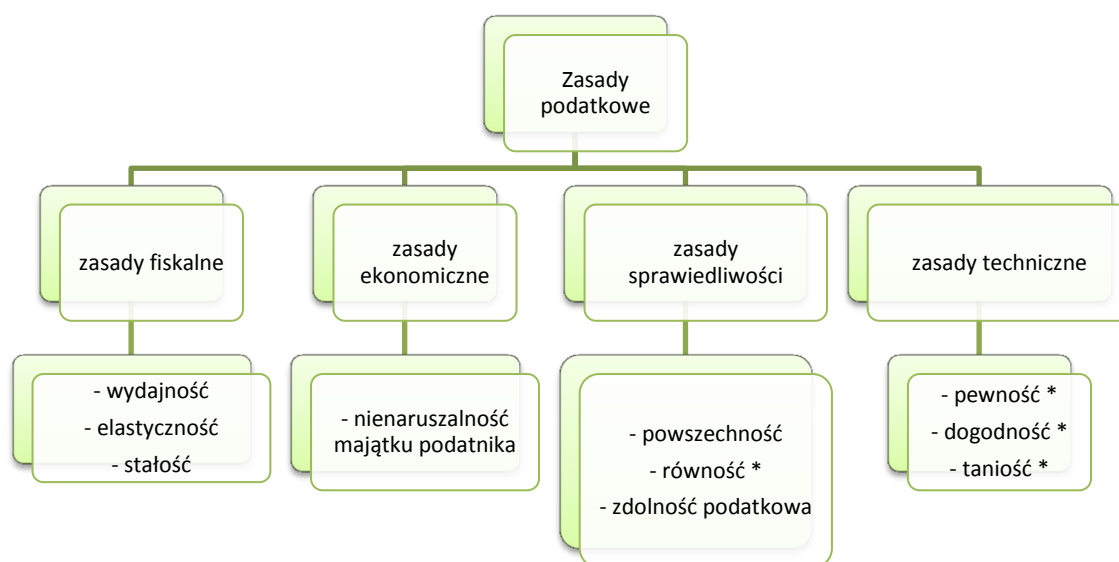 Zasady
podatkowe
zasady fiskalne
zasady
ekonomiczne
zasady
sprawiedliwości
zasady techniczne
- wydajność
- elastyczność
- stałość
- nienaruszalność
majątku podatnika
- powszechność
- równość *
- zdolność podatkowa
- pewność *
- dogodność *
- taniość *